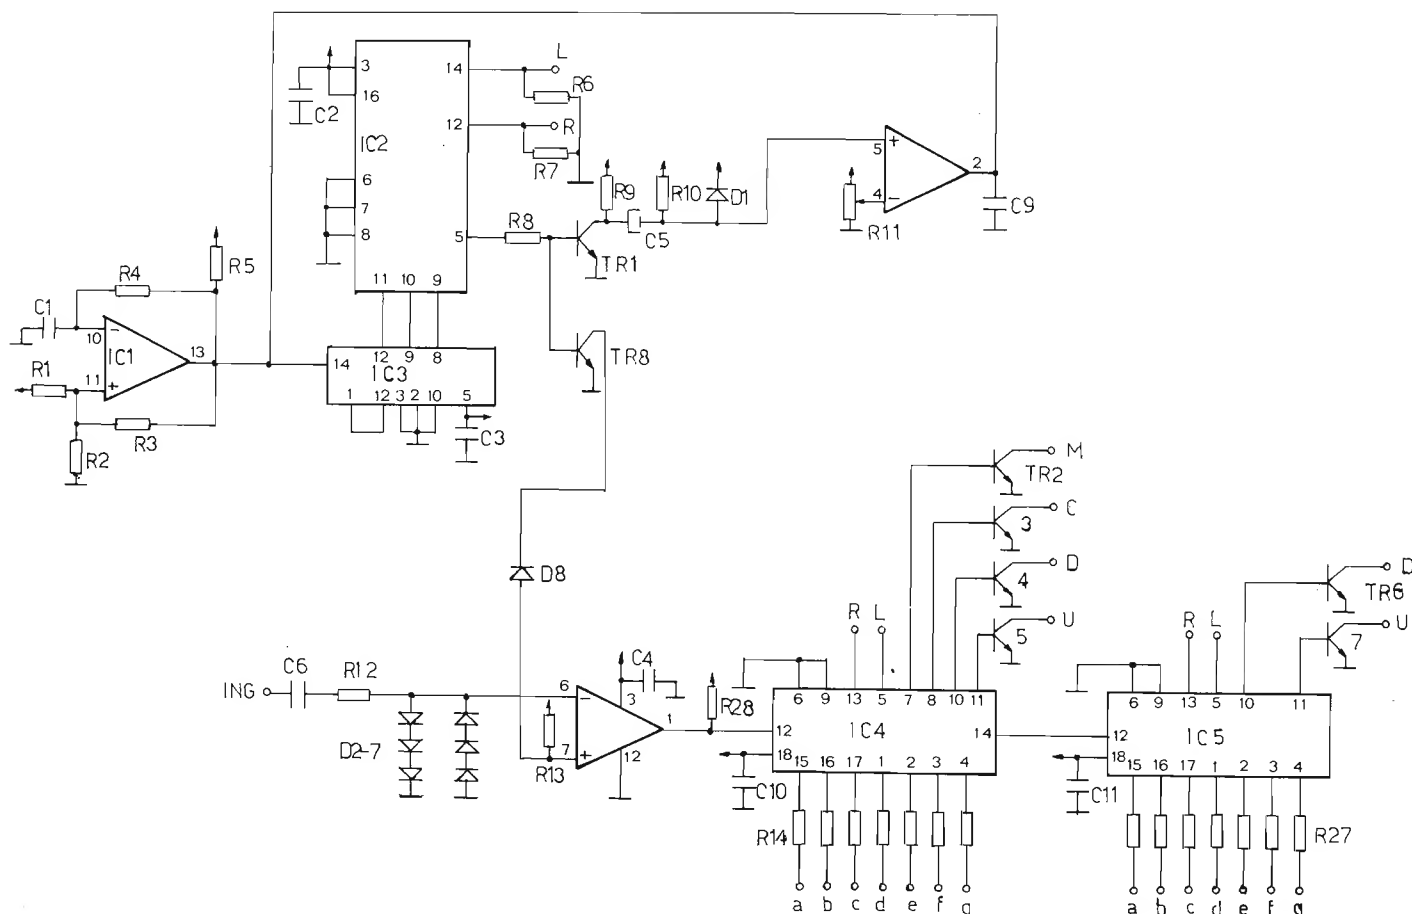 L
3 14
R6
C2 16
12 R
IC2
R7
6
7
8
R9 R10 D1
5 + 2
4 -
R11 C9
R8
5
C5
TR1
11 10 9
R5
R4
C1
10 -
IC1 13
R1 11 +
R3
R2
14 12 9 8
IC3
1 12 3 2 10 5
C3
TR8
M
TR2
C
3
D
4
U
5
D
TR6
U
7
D8
R L
R L
ING C6 R12
C4
6 - 3
R28
1
7 + 12
R13
D2-7
6 9 13 5 7 8 10 11
12 IC4 14
18
15 16 17 1 2 3 4
C10
R14
a b c d e f g
6 9 13 5 10 11
12 IC5
18
15 16 17 1 2 3 4
C11
R27
a b c d e f g